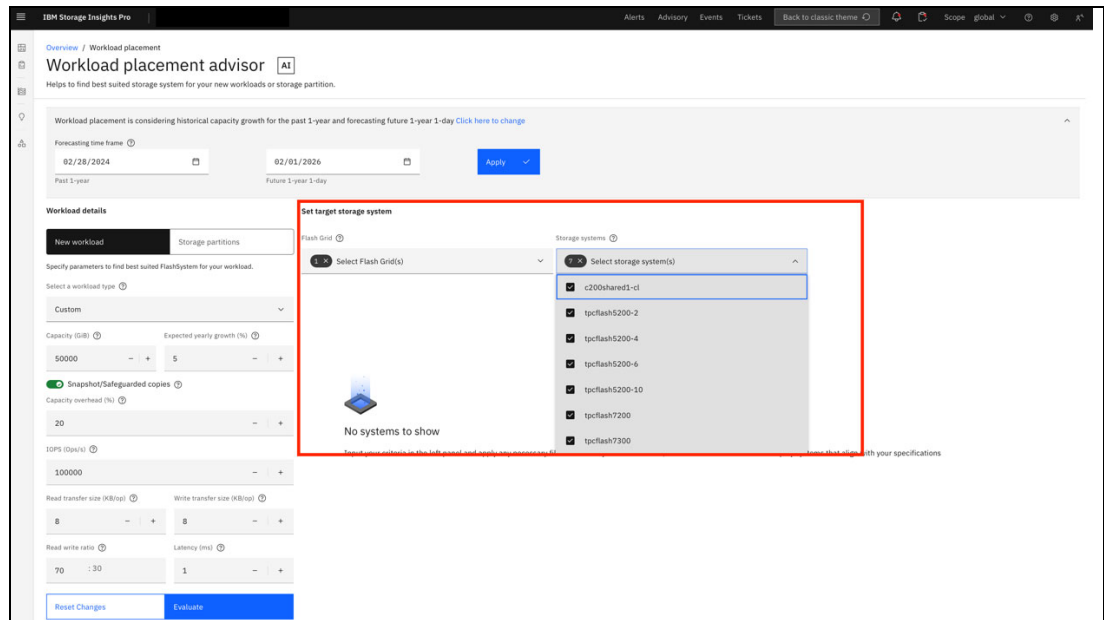 IBM Storage Insights Pro
Alerts Advisory Events Tickets Back to classic theme Scope global
Overview / Workload placement
Workload placement advisor AI
Helps to find best suited storage system for your new workloads or storage partition.
Workload placement is considering historical capacity growth for the past 1-year and forecasting future 1-year 1-day Click here to change
Forecasting time frame
02/28/2024 02/01/2026 Apply
Past 1-year Future 1-year 1-day
Workload details
New workload Storage partitions
Specify parameters to find best suited FlashSystem for your workload.
Select a workload type
Custom
Capacity (GiB) Expected yearly growth (%)
50000 - + 5 - +
Snapshot/Safeguarded copies
Capacity overhead (%)
20 - +
IOPS (Ops/s)
100000 - +
Read transfer size (KB/op) Write transfer size (KB/op)
8 - + 8 - +
Read write ratio Latency (ms)
70 :30 1 - +
Reset Changes Evaluate
Set target storage system
Flash Grid Storage systems
1 × Select Flash Grid(s) 7 × Select storage system(s)
c200shared1-cl
tpcflash5200-2
tpcflash5200-4
tpcflash5200-6
tpcflash5200-10
tpcflash7200
tpcflash7300
No systems to show
Input your criteria in the left panel and apply any necessary align with your specifications